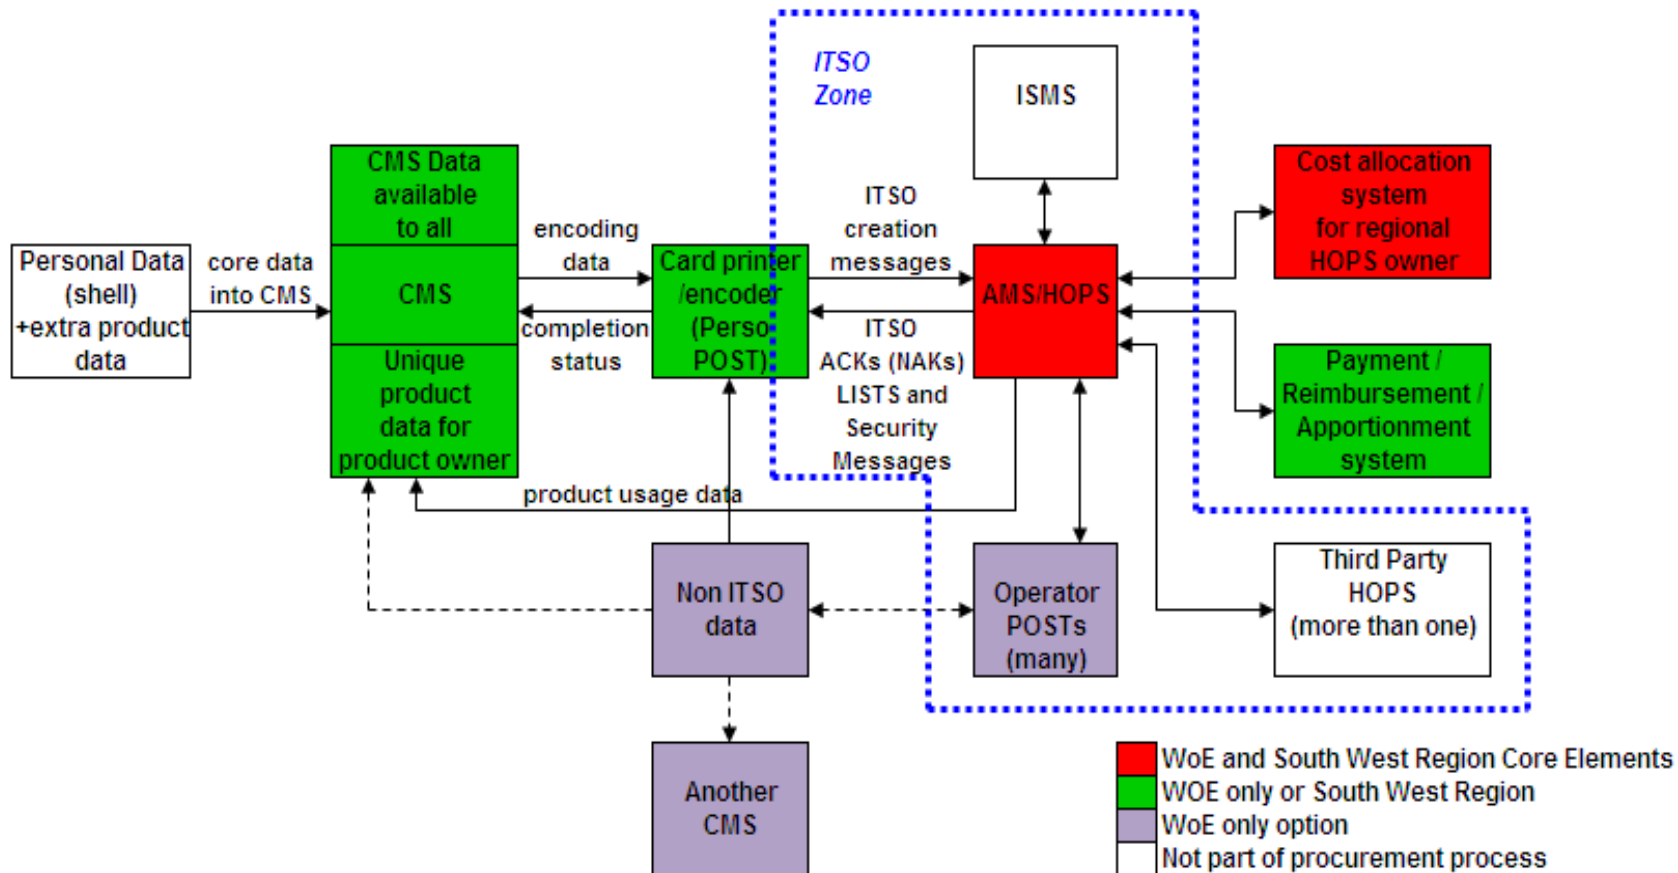 ITSO
Zone
ISMS
CMS Data
available
to all
CMS
Unique
product
data for
product owner
Personal Data
(shell)
+extra product
data
core data
into CMS
encoding
data
completion
status
Card printer
/encoder
(Perso
POST)
ITSO
creation
messages
ITSO
ACKs (NAKs)
LISTS and
Security
Messages
AMS/HOPS
Cost allocation
system
for regional
HOPS owner
Payment /
Reimbursement /
Apportionment
system
product usage data
Non ITSO
data
Operator
POSTs
(many)
Third Party
HOPS
(more than one)
Another
CMS
WoE and South West Region Core Elements
WOE only or South West Region
WoE only option
Not part of procurement process